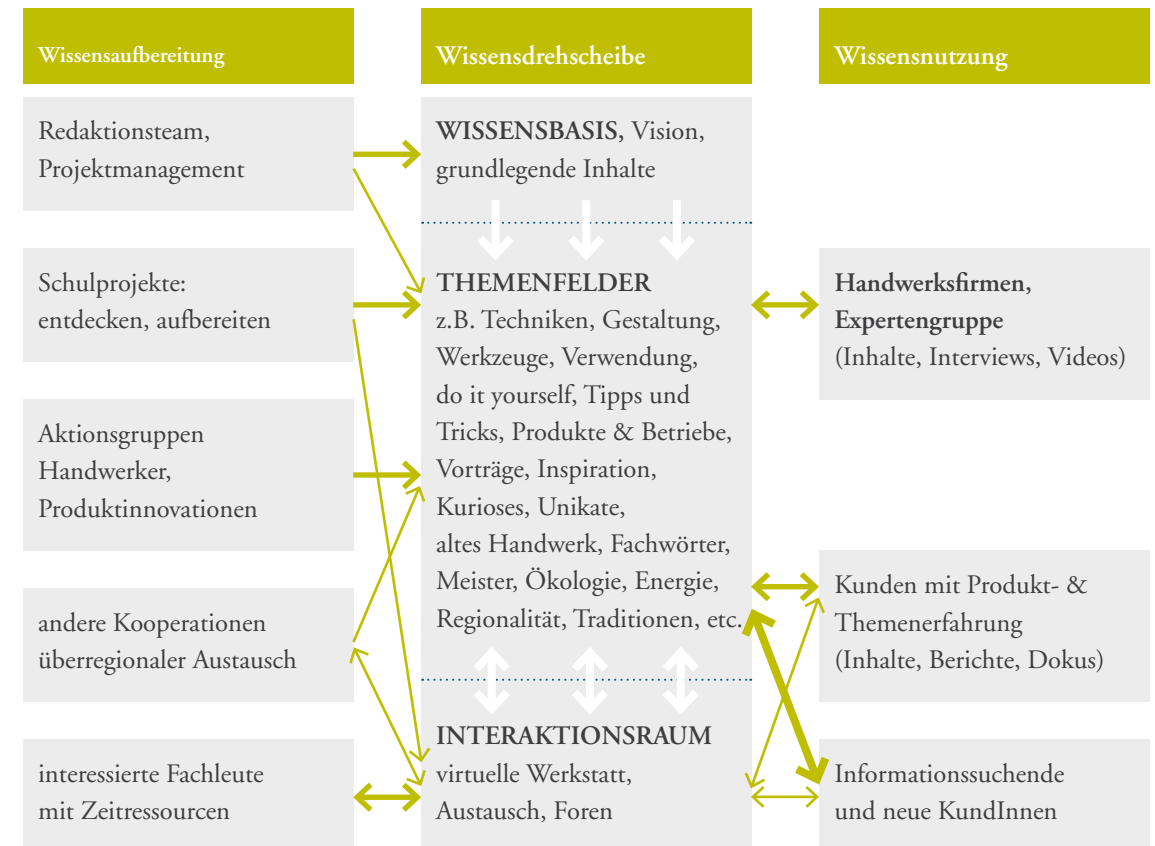 Wissensaufbereitung
Redaktionsteam,
Projektmanagement
Schulprojekte:
entdecken, aufbereiten
Aktionsgruppen
Handwerker,
Produktinnovationen
andere Kooperationen
überregionaler Austausch
interessierte Fachleute
mit Zeitressourcen
Wissensdrehscheibe
WISSENSBASIS, Vision,
grundlegende Inhalte
THEMENFELDER
z.B. Techniken, Gestaltung,
Werkzeuge, Verwendung,
do it yourself, Tipps und
Tricks, Produkte & Betriebe,
Vorträge, Inspiration,
Kurioses, Unikate,
altes Handwerk, Fachwörter,
Meister, Ökologie, Energie,
Regionalität, Traditionen, etc.
INTERAKTIONSRAUM
virtuelle Werkstatt,
Austausch, Foren
Wissensnutzung
Handwerksfirmen,
Expertengruppe
(Inhalte, Interviews, Videos)
Kunden mit Produkt- &
Themenerfahrung
(Inhalte, Berichte, Dokus)
Informationssuchende
und neue KundInnen